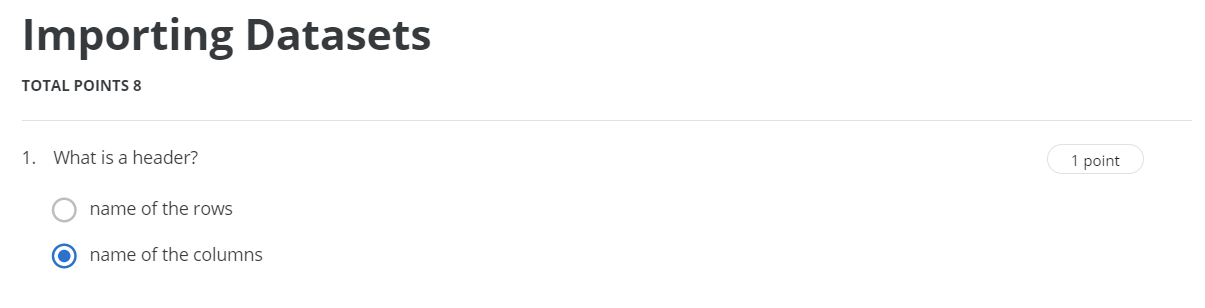 Importing Datasets
TOTAL POINTS 8
1. What is a header?
1 point
name of the rows
name of the columns